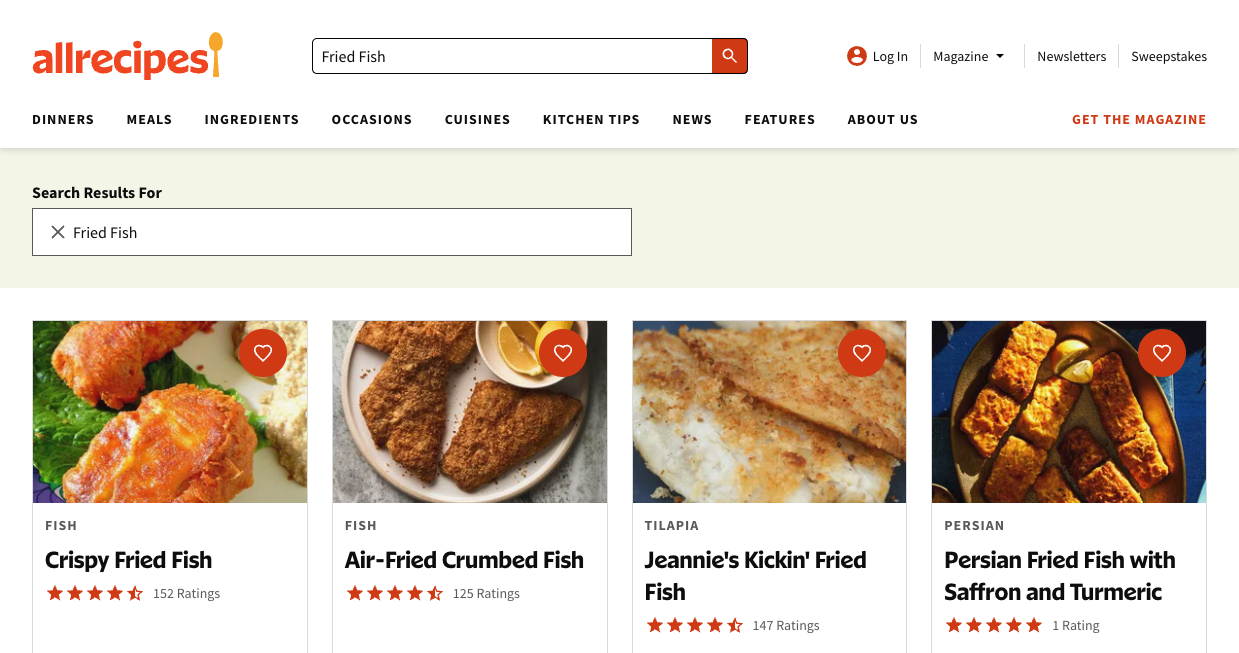 allrecipes
Fried Fish
Log In
Magazine
Newsletters
Sweepstakes
DINNERS
MEALS
INGREDIENTS
OCCASIONS
CUISINES
KITCHEN TIPS
NEWS
FEATURES
ABOUT US
GET THE MAGAZINE
Search Results For
Fried Fish
FISH
Crispy Fried Fish
152 Ratings
FISH
Air-Fried Crumbed Fish
125 Ratings
TILAPIA
Jeannie's Kickin' Fried
Fish
147 Ratings
PERSIAN
Persian Fried Fish with
Saffron and Turmeric
1 Rating